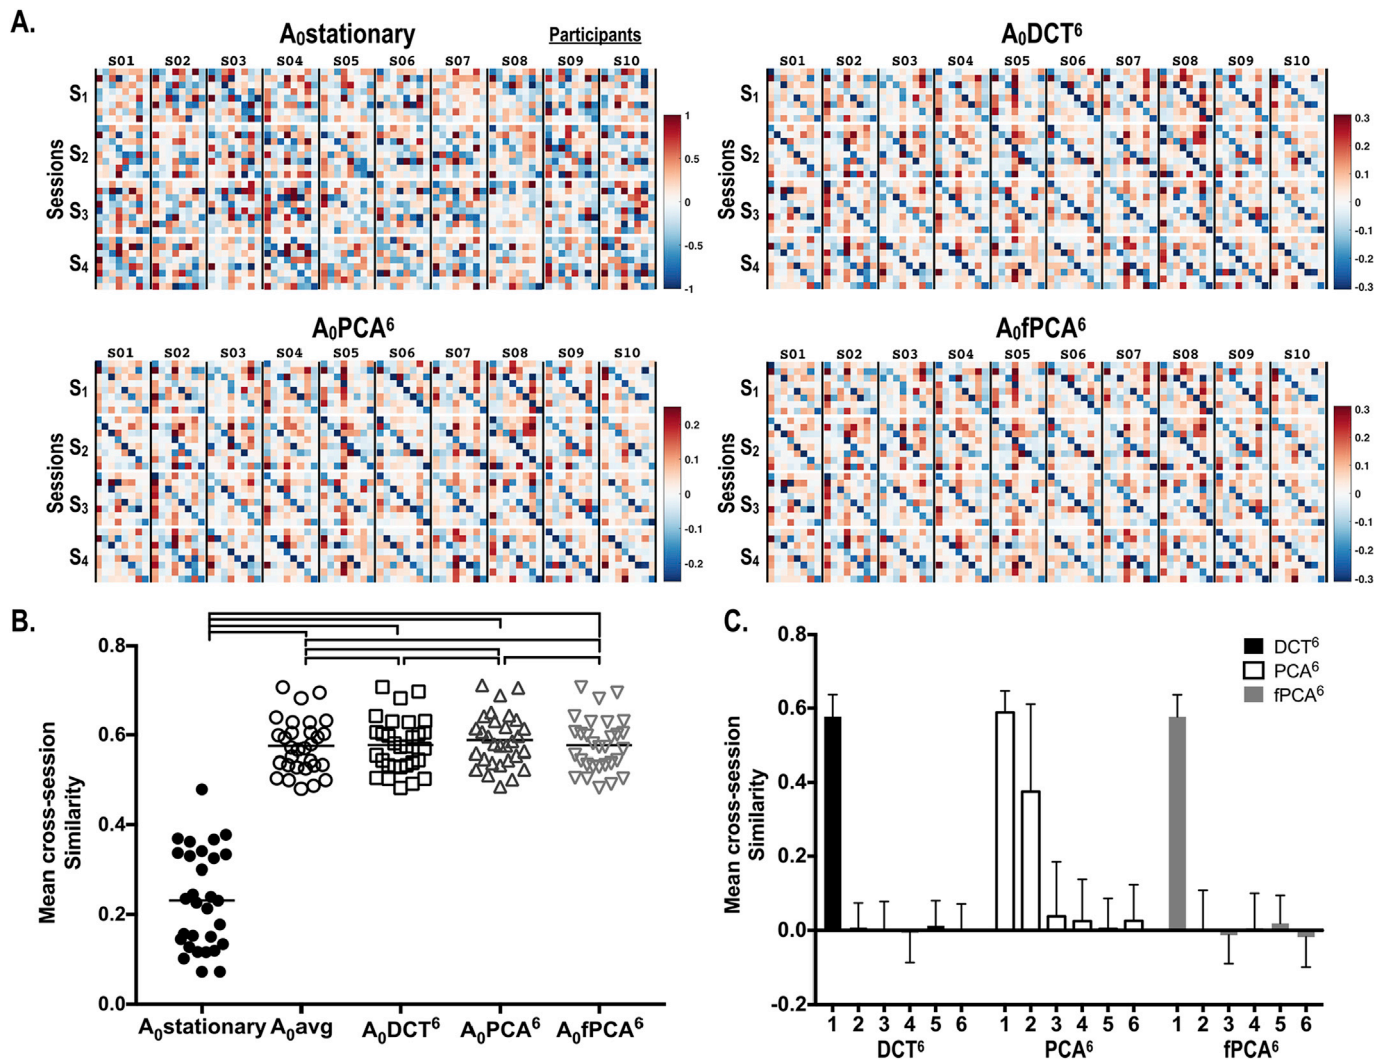 A.
A₀stationary
Participants
S01 S02 S03 S04 S05 S06 S07 S08 S09 S10
Sessions
S₁
S₂
S₃
S₄
1
0.5
0
-0.5
-1
A₀DCT⁶
S01 S02 S03 S04 S05 S06 S07 S08 S09 S10
Sessions
S₁
S₂
S₃
S₄
0.3
0.2
0.1
0
-0.1
-0.2
-0.3
A₀PCA⁶
S01 S02 S03 S04 S05 S06 S07 S08 S09 S10
Sessions
S₁
S₂
S₃
S₄
0.2
0.1
0
-0.1
-0.2
A₀fPCA⁶
S01 S02 S03 S04 S05 S06 S07 S08 S09 S10
Sessions
S₁
S₂
S₃
S₄
0.3
0.2
0.1
0
-0.1
-0.2
-0.3
B.
Mean cross-session
Similarity
0.8
0.6
0.4
0.2
0.0
A₀stationary A₀avg A₀DCT⁶ A₀PCA⁶ A₀fPCA⁶
C.
Mean cross-session
Similarity
0.8
0.6
0.4
0.2
0.0
-0.2
DCT⁶
PCA⁶
fPCA⁶
1 2 3 4 5 6 1 2 3 4 5 6 1 2 3 4 5 6
DCT⁶ PCA⁶ fPCA⁶